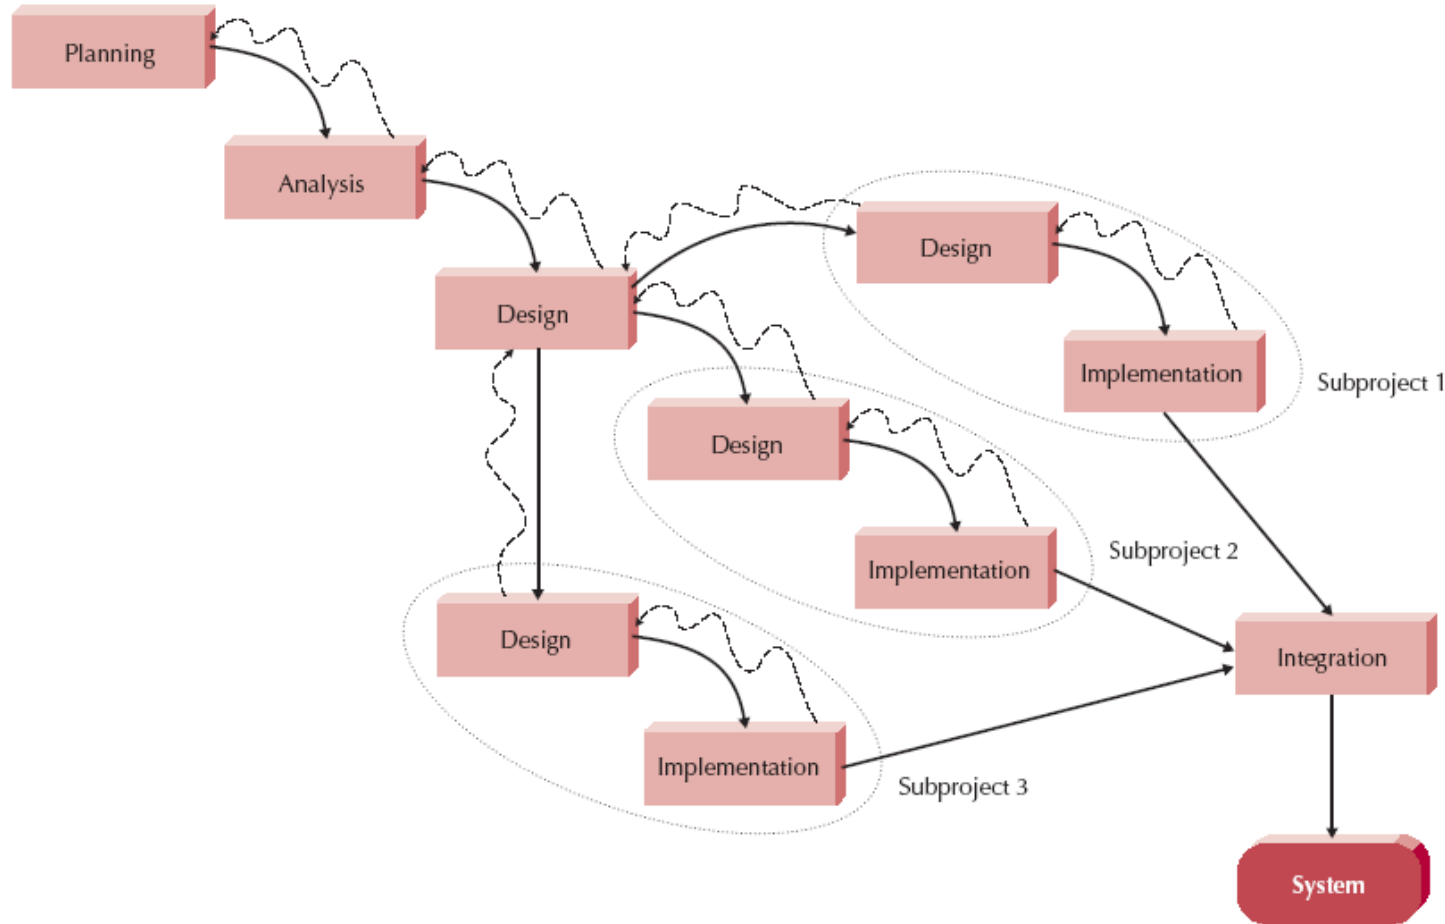 Planning
Analysis
Design
Design
Implementation
Subproject 1
Design
Implementation
Subproject 2
Design
Implementation
Subproject 3
Integration
System